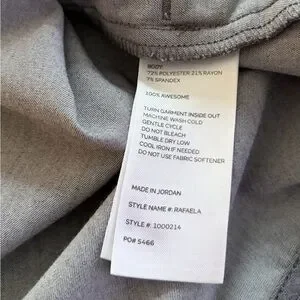 BODY:
72% POLYESTER 21% RAYON
7% SPANDEX
100% AWESOME
TURN GARMENT INSIDE OUT
MACHINE WASH COLD
GENTLE CYCLE
DO NOT BLEACH
TUMBLE DRY LOW
COOL IRON IF NEEDED
DO NOT USE FABRIC SOFTENER
MADE IN JORDAN
STYLE NAME #: RAFAELA
STYLE #: 1000214
PO# 5466